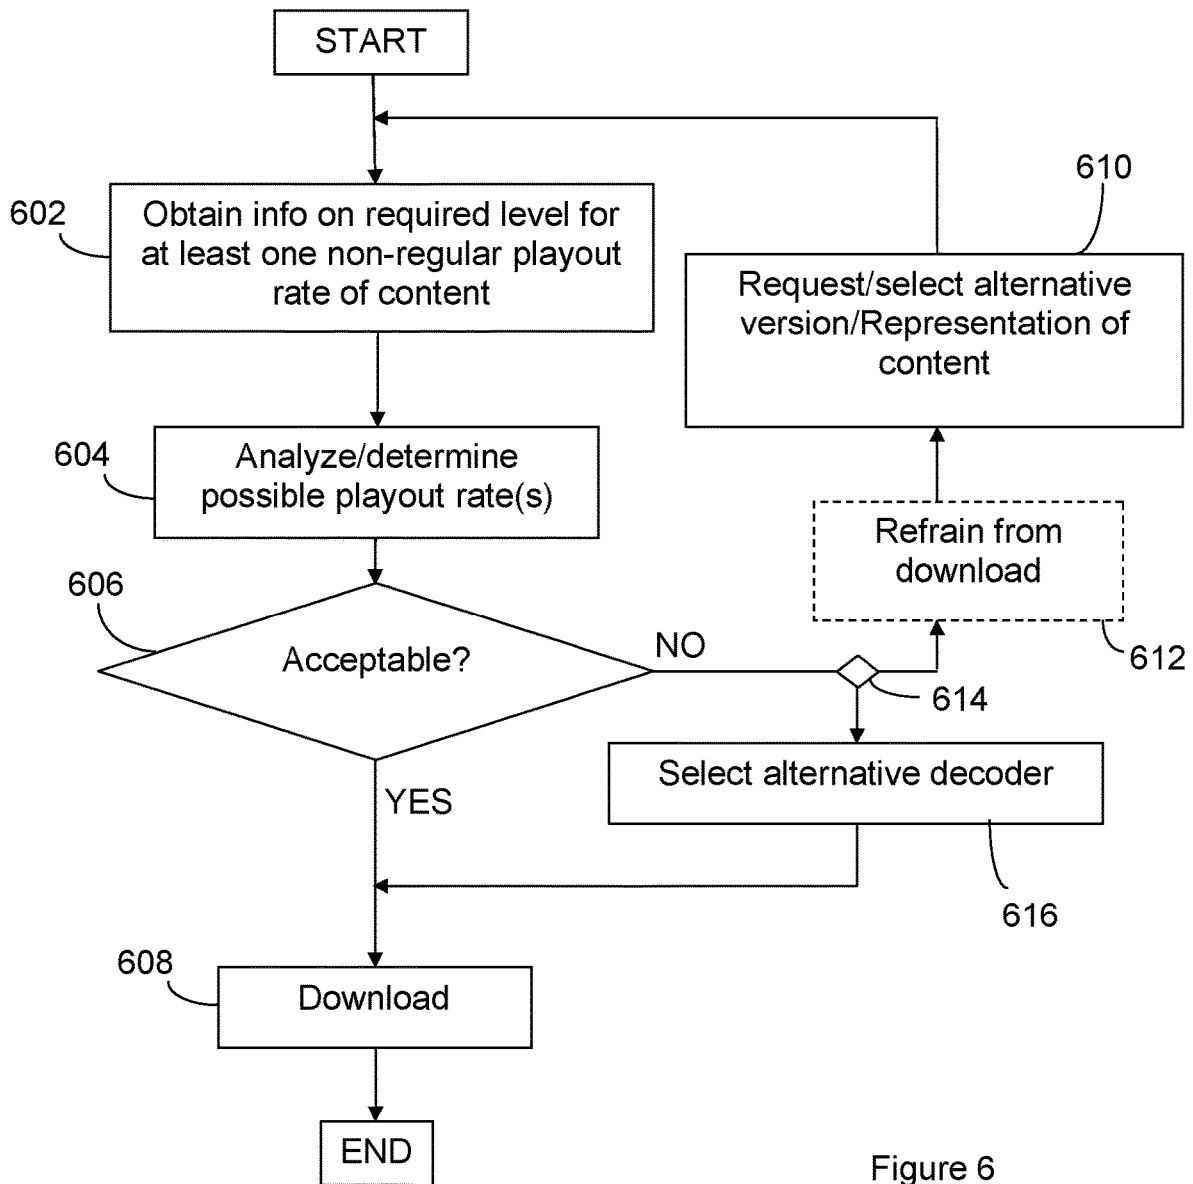 START
602
Obtain info on required level for
at least one non-regular playout
rate of content
610
Request/select alternative
version/Representation of
content
604
Analyze/determine
possible playout rate(s)
Refrain from
download
612
606
Acceptable?
NO
614
Select alternative decoder
616
YES
608
Download
END
Figure 6